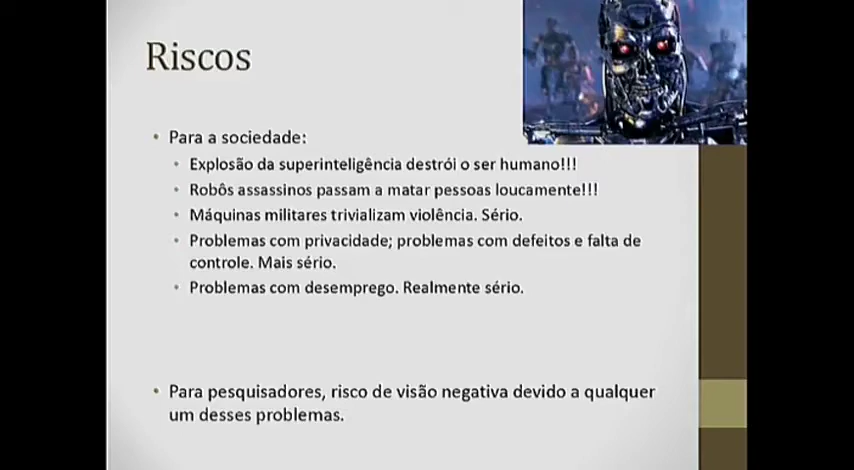 Riscos
Para a sociedade:
Explosão da superinteligência destrói o ser humano!!!
Robôs assassinos passam a matar pessoas loucamente!!!
Máquinas militares trivializam violência. Sério.
Problemas com privacidade; problemas com defeitos e falta de
controle. Mais sério.
Problemas com desemprego. Realmente sério.
Para pesquisadores, risco de visão negativa devido a qualquer
um desses problemas.